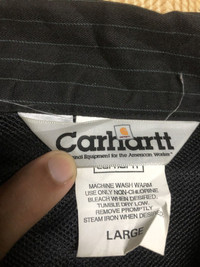 Carhartt
Equipment for the American Worker
MACHINE WASH WARM
USE ONLY NON-CHLORINE
BLEACH WHEN DESIRED
TUMBLE DRY LOW
REMOVE PROMPTLY
STEAM IRON WHEN DESIRED
LARGE